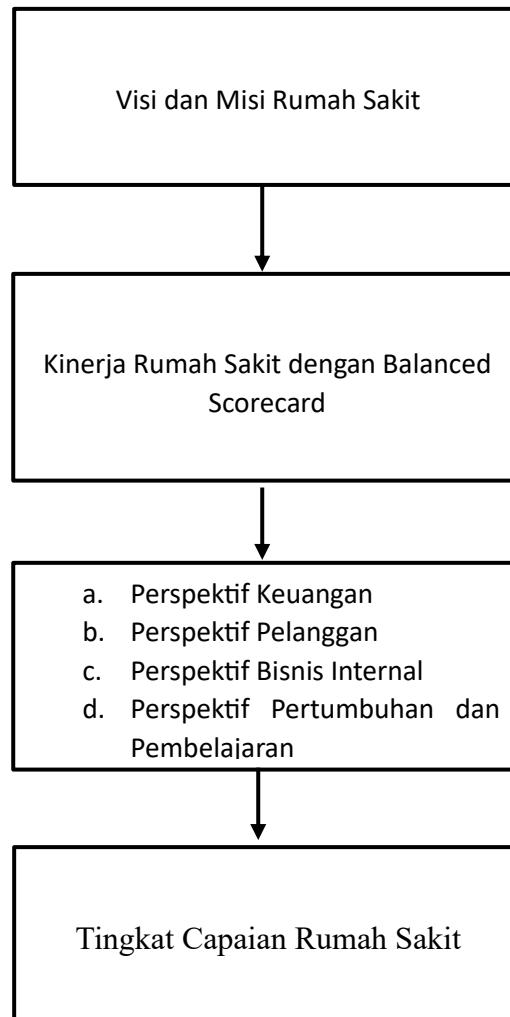 Visi dan Misi Rumah Sakit
Kinerja Rumah Sakit dengan Balanced
Scorecard
a. Perspektif Keuangan
b. Perspektif Pelanggan
c. Perspektif Bisnis Internal
d. Perspektif Pertumbuhan dan
Pembelajaran
Tingkat Capaian Rumah Sakit